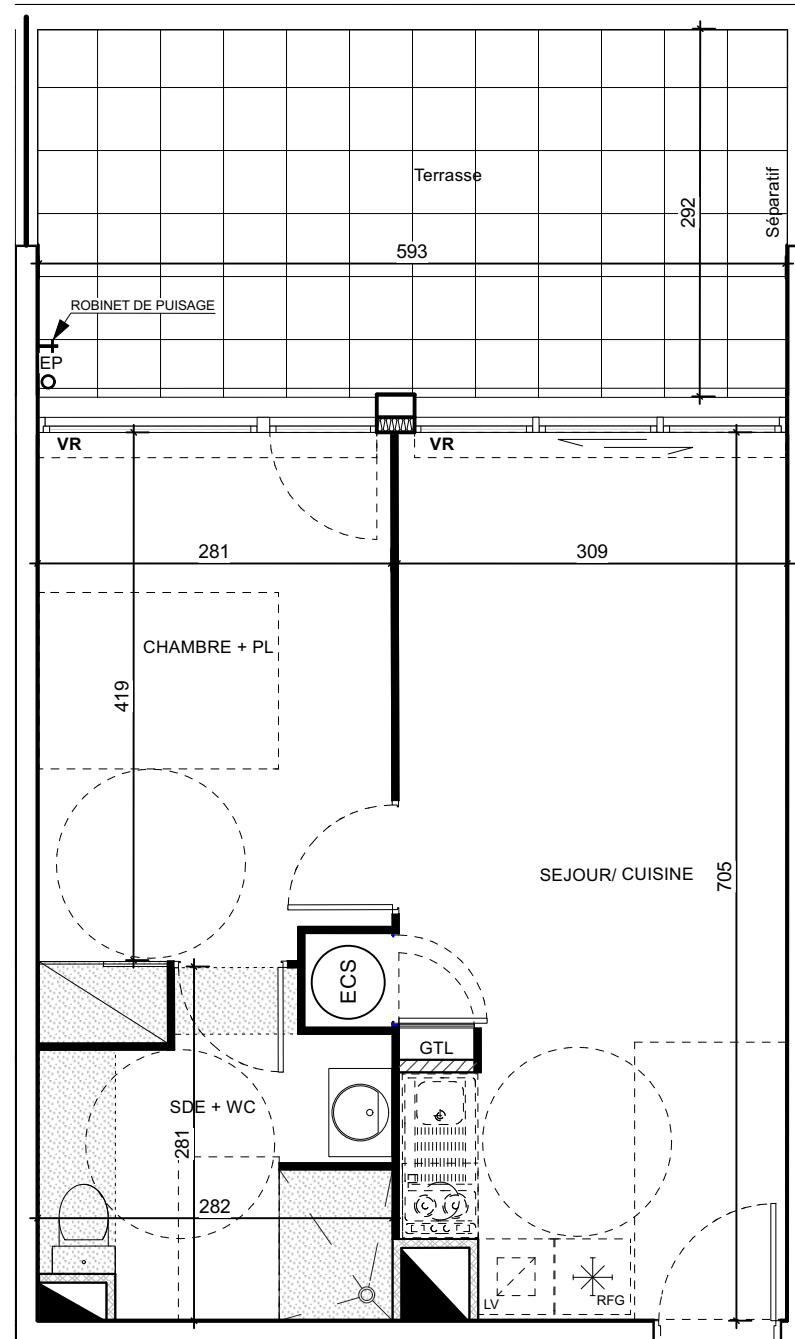 Terrasse
Séparatif
292
593
ROBINET DE PUISAGE
EP
VR
VR
281
309
CHAMBRE + PL
419
SEJOUR/ CUISINE
705
ECS
GTL
SDE + WC
281
282
LV
RFG